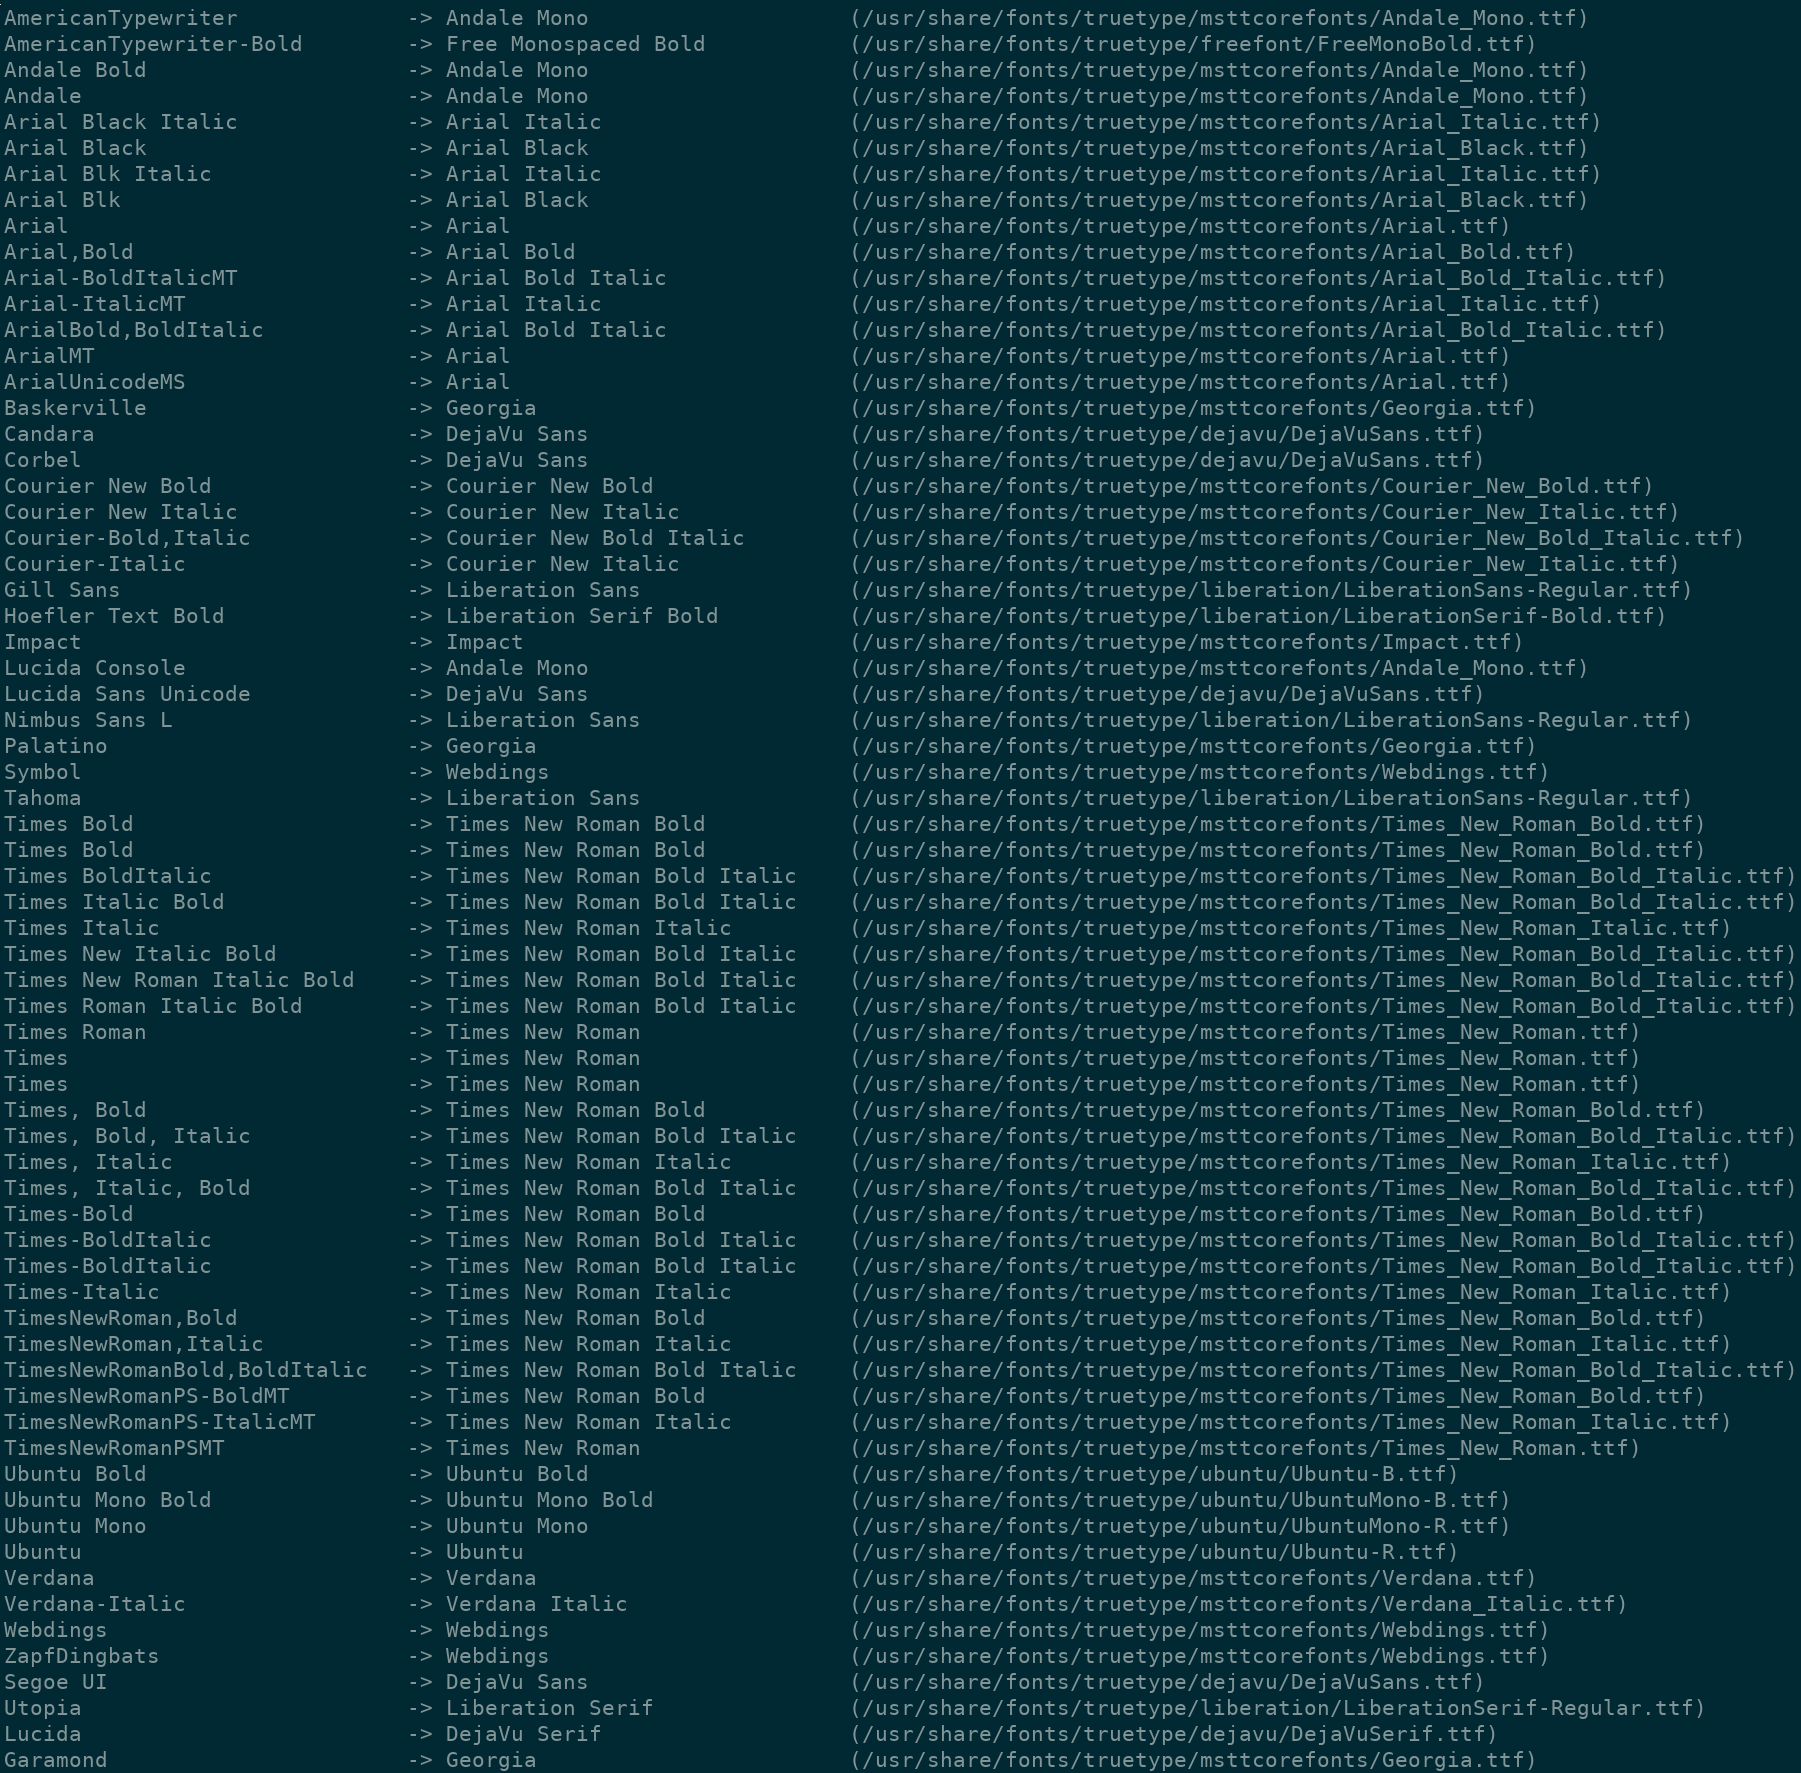 AmericanTypewriter -> Andale Mono (/usr/share/fonts/truetype/msttcorefonts/Andale_Mono.ttf)
AmericanTypewriter-Bold -> Free Monospaced Bold (/usr/share/fonts/truetype/freefont/FreeMonoBold.ttf)
Andale Bold -> Andale Mono (/usr/share/fonts/truetype/msttcorefonts/Andale_Mono.ttf)
Andale -> Andale Mono (/usr/share/fonts/truetype/msttcorefonts/Andale_Mono.ttf)
Arial Black Italic -> Arial Italic (/usr/share/fonts/truetype/msttcorefonts/Arial_Italic.ttf)
Arial Black -> Arial Black (/usr/share/fonts/truetype/msttcorefonts/Arial_Black.ttf)
Arial Blk Italic -> Arial Italic (/usr/share/fonts/truetype/msttcorefonts/Arial_Italic.ttf)
Arial Blk -> Arial Black (/usr/share/fonts/truetype/msttcorefonts/Arial_Black.ttf)
Arial -> Arial (/usr/share/fonts/truetype/msttcorefonts/Arial.ttf)
Arial,Bold -> Arial Bold (/usr/share/fonts/truetype/msttcorefonts/Arial_Bold.ttf)
Arial-BoldItalicMT -> Arial Bold Italic (/usr/share/fonts/truetype/msttcorefonts/Arial_Bold_Italic.ttf)
Arial-ItalicMT -> Arial Italic (/usr/share/fonts/truetype/msttcorefonts/Arial_Italic.ttf)
ArialBold,BoldItalic -> Arial Bold Italic (/usr/share/fonts/truetype/msttcorefonts/Arial_Bold_Italic.ttf)
ArialMT -> Arial (/usr/share/fonts/truetype/msttcorefonts/Arial.ttf)
ArialUnicodeMS -> Arial (/usr/share/fonts/truetype/msttcorefonts/Arial.ttf)
Baskerville -> Georgia (/usr/share/fonts/truetype/msttcorefonts/Georgia.ttf)
Candara -> DejaVu Sans (/usr/share/fonts/truetype/dejavu/DejaVuSans.ttf)
Corbel -> DejaVu Sans (/usr/share/fonts/truetype/dejavu/DejaVuSans.ttf)
Courier New Bold -> Courier New Bold (/usr/share/fonts/truetype/msttcorefonts/Courier_New_Bold.ttf)
Courier New Italic -> Courier New Italic (/usr/share/fonts/truetype/msttcorefonts/Courier_New_Italic.ttf)
Courier-Bold,Italic -> Courier New Bold Italic (/usr/share/fonts/truetype/msttcorefonts/Courier_New_Bold_Italic.ttf)
Courier-Italic -> Courier New Italic (/usr/share/fonts/truetype/msttcorefonts/Courier_New_Italic.ttf)
Gill Sans -> Liberation Sans (/usr/share/fonts/truetype/liberation/LiberationSans-Regular.ttf)
Hoefler Text Bold -> Liberation Serif Bold (/usr/share/fonts/truetype/liberation/LiberationSerif-Bold.ttf)
Impact -> Impact (/usr/share/fonts/truetype/msttcorefonts/Impact.ttf)
Lucida Console -> Andale Mono (/usr/share/fonts/truetype/msttcorefonts/Andale_Mono.ttf)
Lucida Sans Unicode -> DejaVu Sans (/usr/share/fonts/truetype/dejavu/DejaVuSans.ttf)
Nimbus Sans L -> Liberation Sans (/usr/share/fonts/truetype/liberation/LiberationSans-Regular.ttf)
Palatino -> Georgia (/usr/share/fonts/truetype/msttcorefonts/Georgia.ttf)
Symbol -> Webdings (/usr/share/fonts/truetype/msttcorefonts/Webdings.ttf)
Tahoma -> Liberation Sans (/usr/share/fonts/truetype/liberation/LiberationSans-Regular.ttf)
Times Bold -> Times New Roman Bold (/usr/share/fonts/truetype/msttcorefonts/Times_New_Roman_Bold.ttf)
Times Bold -> Times New Roman Bold (/usr/share/fonts/truetype/msttcorefonts/Times_New_Roman_Bold.ttf)
Times BoldItalic -> Times New Roman Bold Italic (/usr/share/fonts/truetype/msttcorefonts/Times_New_Roman_Bold_Italic.ttf)
Times Italic Bold -> Times New Roman Bold Italic (/usr/share/fonts/truetype/msttcorefonts/Times_New_Roman_Bold_Italic.ttf)
Times Italic -> Times New Roman Italic (/usr/share/fonts/truetype/msttcorefonts/Times_New_Roman_Italic.ttf)
Times New Italic Bold -> Times New Roman Bold Italic (/usr/share/fonts/truetype/msttcorefonts/Times_New_Roman_Bold_Italic.ttf)
Times New Roman Italic Bold -> Times New Roman Bold Italic (/usr/share/fonts/truetype/msttcorefonts/Times_New_Roman_Bold_Italic.ttf)
Times Roman Italic Bold -> Times New Roman Bold Italic (/usr/share/fonts/truetype/msttcorefonts/Times_New_Roman_Bold_Italic.ttf)
Times Roman -> Times New Roman (/usr/share/fonts/truetype/msttcorefonts/Times_New_Roman.ttf)
Times -> Times New Roman (/usr/share/fonts/truetype/msttcorefonts/Times_New_Roman.ttf)
Times -> Times New Roman (/usr/share/fonts/truetype/msttcorefonts/Times_New_Roman.ttf)
Times, Bold -> Times New Roman Bold (/usr/share/fonts/truetype/msttcorefonts/Times_New_Roman_Bold.ttf)
Times, Bold, Italic -> Times New Roman Bold Italic (/usr/share/fonts/truetype/msttcorefonts/Times_New_Roman_Bold_Italic.ttf)
Times, Italic -> Times New Roman Italic (/usr/share/fonts/truetype/msttcorefonts/Times_New_Roman_Italic.ttf)
Times, Italic, Bold -> Times New Roman Bold Italic (/usr/share/fonts/truetype/msttcorefonts/Times_New_Roman_Bold_Italic.ttf)
Times-Bold -> Times New Roman Bold (/usr/share/fonts/truetype/msttcorefonts/Times_New_Roman_Bold.ttf)
Times-BoldItalic -> Times New Roman Bold Italic (/usr/share/fonts/truetype/msttcorefonts/Times_New_Roman_Bold_Italic.ttf)
Times-BoldItalic -> Times New Roman Bold Italic (/usr/share/fonts/truetype/msttcorefonts/Times_New_Roman_Bold_Italic.ttf)
Times-Italic -> Times New Roman Italic (/usr/share/fonts/truetype/msttcorefonts/Times_New_Roman_Italic.ttf)
TimesNewRoman,Bold -> Times New Roman Bold (/usr/share/fonts/truetype/msttcorefonts/Times_New_Roman_Bold.ttf)
TimesNewRoman,Italic -> Times New Roman Italic (/usr/share/fonts/truetype/msttcorefonts/Times_New_Roman_Italic.ttf)
TimesNewRomanBold,BoldItalic -> Times New Roman Bold Italic (/usr/share/fonts/truetype/msttcorefonts/Times_New_Roman_Bold_Italic.ttf)
TimesNewRomanPS-BoldMT -> Times New Roman Bold (/usr/share/fonts/truetype/msttcorefonts/Times_New_Roman_Bold.ttf)
TimesNewRomanPS-ItalicMT -> Times New Roman Italic (/usr/share/fonts/truetype/msttcorefonts/Times_New_Roman_Italic.ttf)
TimesNewRomanPSMT -> Times New Roman (/usr/share/fonts/truetype/msttcorefonts/Times_New_Roman.ttf)
Ubuntu Bold -> Ubuntu Bold (/usr/share/fonts/truetype/ubuntu/Ubuntu-B.ttf)
Ubuntu Mono Bold -> Ubuntu Mono Bold (/usr/share/fonts/truetype/ubuntu/UbuntuMono-B.ttf)
Ubuntu Mono -> Ubuntu Mono (/usr/share/fonts/truetype/ubuntu/UbuntuMono-R.ttf)
Ubuntu -> Ubuntu (/usr/share/fonts/truetype/ubuntu/Ubuntu-R.ttf)
Verdana -> Verdana (/usr/share/fonts/truetype/msttcorefonts/Verdana.ttf)
Verdana-Italic -> Verdana Italic (/usr/share/fonts/truetype/msttcorefonts/Verdana_Italic.ttf)
Webdings -> Webdings (/usr/share/fonts/truetype/msttcorefonts/Webdings.ttf)
ZapfDingbats -> Webdings (/usr/share/fonts/truetype/msttcorefonts/Webdings.ttf)
Segoe UI -> DejaVu Sans (/usr/share/fonts/truetype/dejavu/DejaVuSans.ttf)
Utopia -> Liberation Serif (/usr/share/fonts/truetype/liberation/LiberationSerif-Regular.ttf)
Lucida -> DejaVu Serif (/usr/share/fonts/truetype/dejavu/DejaVuSerif.ttf)
Garamond -> Georgia (/usr/share/fonts/truetype/msttcorefonts/Georgia.ttf)